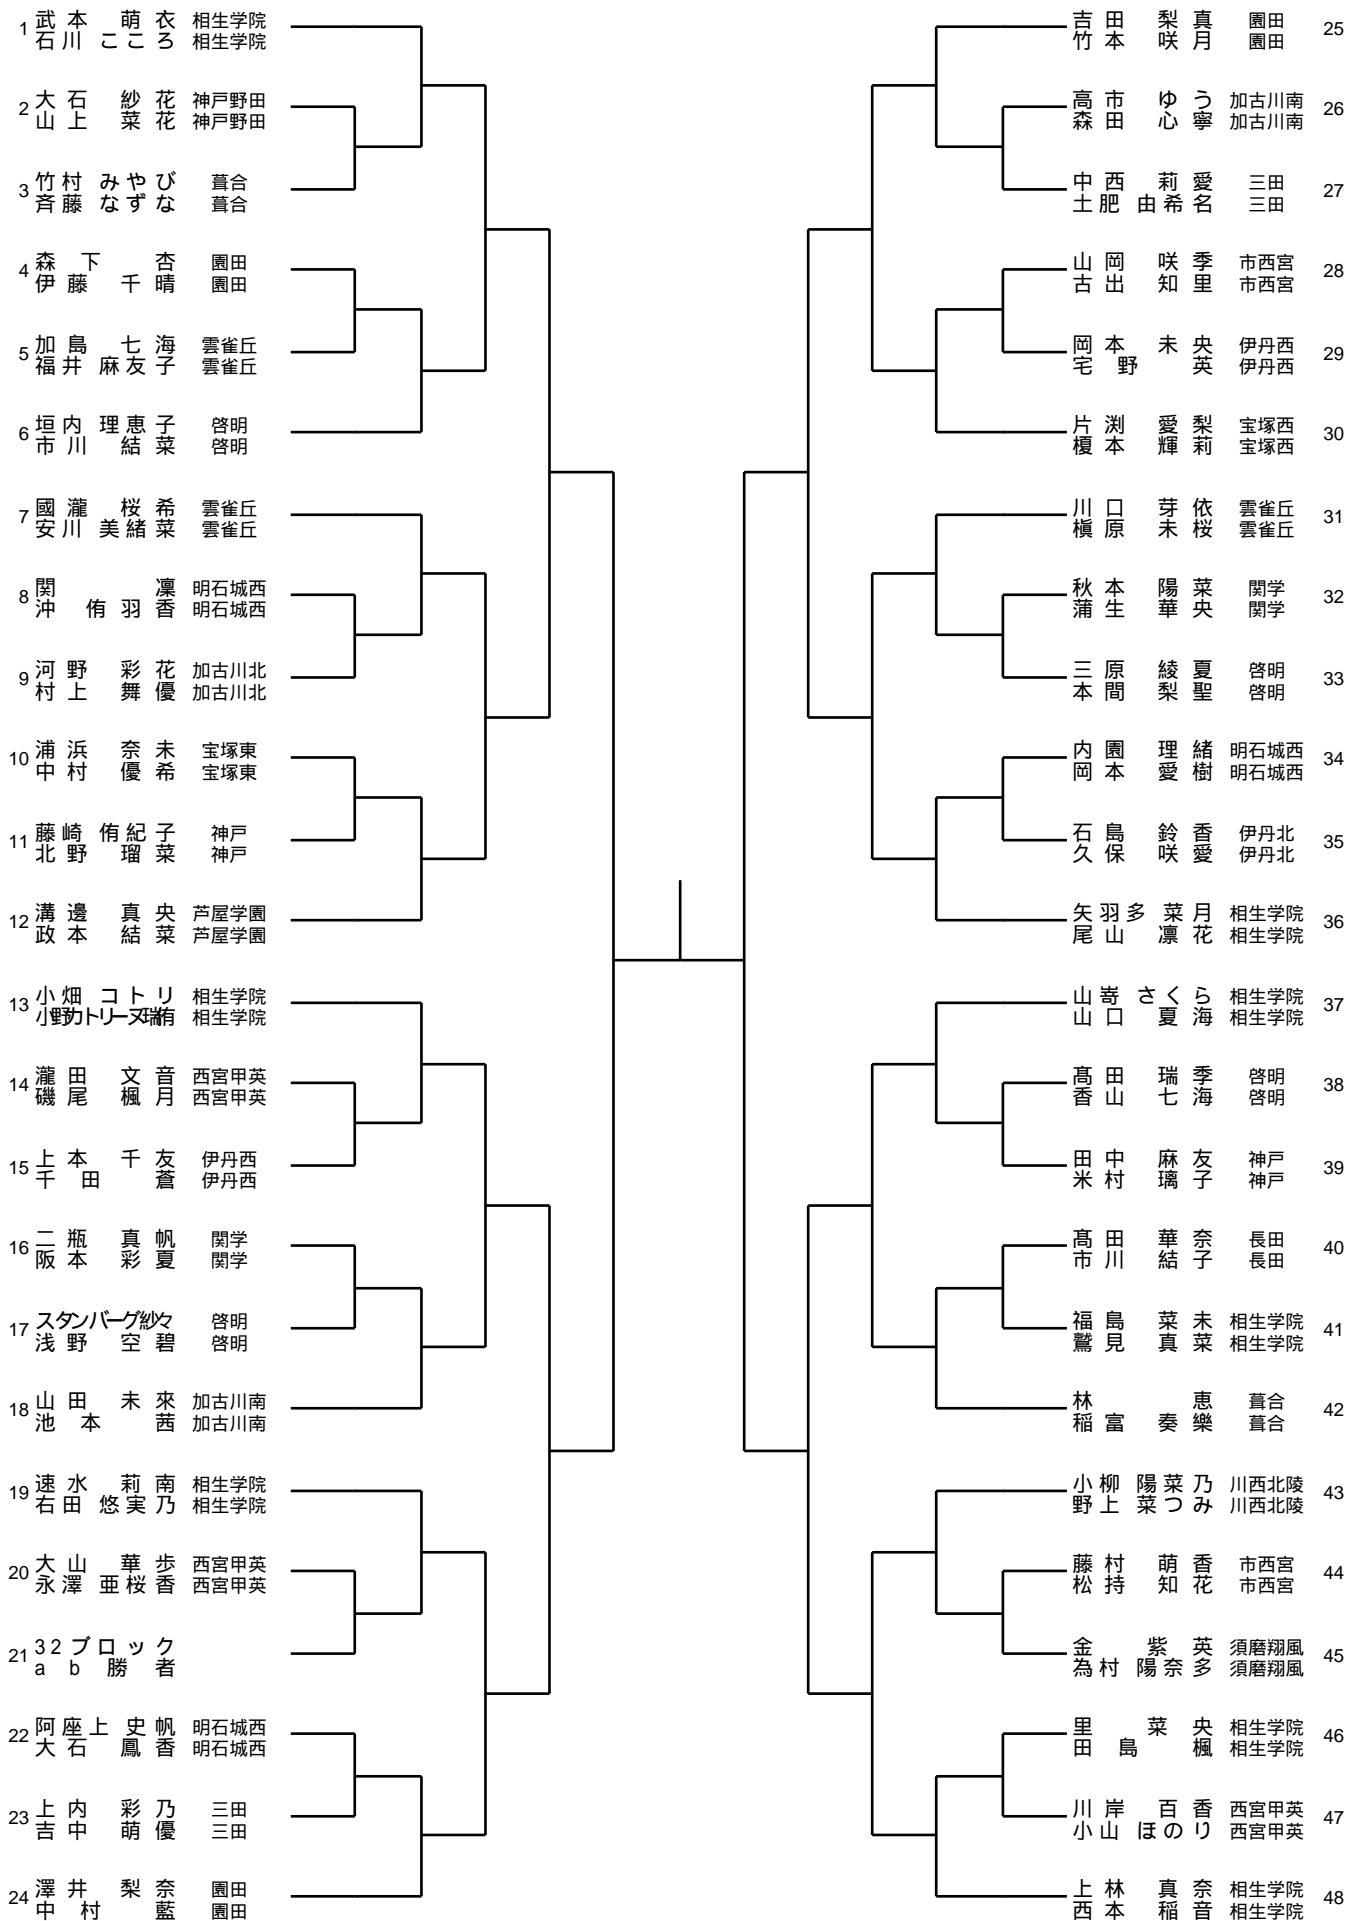 1 武本 萌衣 相生学院
石川 こころ 相生学院
2 大石 紗花 神戸野田
山上 菜花 神戸野田
3 竹村 みやび 葺合
斉藤 なずな 葺合
4 森下 杏 園田
伊藤 千晴 園田
5 加島 七海 雲雀丘
福井 麻友子 雲雀丘
6 垣内 理恵子 啓明
市川 結菜 啓明
7 國瀧 桜希 雲雀丘
安川 美緒菜 雲雀丘
8 関 凛 明石城西
沖 侑羽香 明石城西
9 河野 彩花 加古川北
村上 舞優 加古川北
10 浦浜 奈未 宝塚東
中村 優希 宝塚東
11 藤崎 侑紀子 神戸
北野 瑠菜 神戸
12 溝邊 真央 芦屋学園
政本 結菜 芦屋学園
13 小畑 コトリ 相生学院
小野カトリーヌ瑞侑 相生学院
14 瀧田 文音 西宮甲英
磯尾 楓月 西宮甲英
15 上本 千友 伊丹西
千田 蒼 伊丹西
16 二瓶 真帆 関学
阪本 彩夏 関学
17 スタンバーグ紗々 啓明
浅野 空碧 啓明
18 山田 未來 加古川南
池本 茜 加古川南
19 速水 莉南 相生学院
右田 悠実乃 相生学院
20 大山 華歩 西宮甲英
永澤 亜桜香 西宮甲英
21 32ブロック
ab勝者
22 阿座上 史帆 明石城西
大石 鳳香 明石城西
23 上内 彩乃 三田
吉中 萌優 三田
24 澤井 梨奈 園田
中村 藍 園田
吉田 梨真 園田 25
竹本 咲月 園田
高市 ゆう 加古川南 26
森田 心寧 加古川南
中西 莉愛 三田 27
土肥 由希名 三田
山岡 咲季 市西宮 28
古出 知里 市西宮
岡本 未央 伊丹西 29
宅野 英 伊丹西
片渕 愛梨 宝塚西 30
榎本 輝莉 宝塚西
川口 芽依 雲雀丘 31
槇原 未桜 雲雀丘
秋本 陽菜 関学 32
蒲生 華央 関学
三原 綾夏 啓明 33
本間 梨聖 啓明
内園 理緒 明石城西 34
岡本 愛樹 明石城西
石島 鈴香 伊丹北 35
久保 咲愛 伊丹北
矢羽多 菜月 相生学院 36
尾山 凛花 相生学院
山嵜 さくら 相生学院 37
山口 夏海 相生学院
髙田 瑞季 啓明 38
香山 七海 啓明
田中 麻友 神戸 39
米村 璃子 神戸
髙田 華奈 長田 40
市川 結子 長田
福島 菜未 相生学院 41
鷲見 真菜 相生学院
林 恵 葺合 42
稲富 奏樂 葺合
小柳 陽菜乃 川西北陵 43
野上 菜つみ 川西北陵
藤村 萌香 市西宮 44
松持 知花 市西宮
金 紫英 須磨翔風 45
為村 陽奈多 須磨翔風
里 菜央 相生学院 46
田島 楓 相生学院
川岸 百香 西宮甲英 47
小山 ほのり 西宮甲英
上林 真奈 相生学院 48
西本 稲音 相生学院